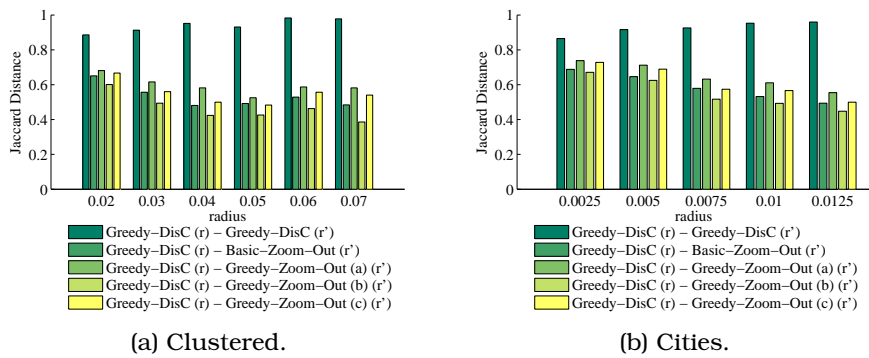 1
0.8
0.6
0.4
0.2
0
Jaccard Distance
0.02 0.03 0.04 0.05 0.06 0.07
radius
Greedy–DisC (r) – Greedy–DisC (r')
Greedy–DisC (r) – Basic–Zoom–Out (r')
Greedy–DisC (r) – Greedy–Zoom–Out (a) (r')
Greedy–DisC (r) – Greedy–Zoom–Out (b) (r')
Greedy–DisC (r) – Greedy–Zoom–Out (c) (r')
(a) Clustered.
1
0.8
0.6
0.4
0.2
0
Jaccard Distance
0.0025 0.005 0.0075 0.01 0.0125
radius
Greedy–DisC (r) – Greedy–DisC (r')
Greedy–DisC (r) – Basic–Zoom–Out (r')
Greedy–DisC (r) – Greedy–Zoom–Out (a) (r')
Greedy–DisC (r) – Greedy–Zoom–Out (b) (r')
Greedy–DisC (r) – Greedy–Zoom–Out (c) (r')
(b) Cities.